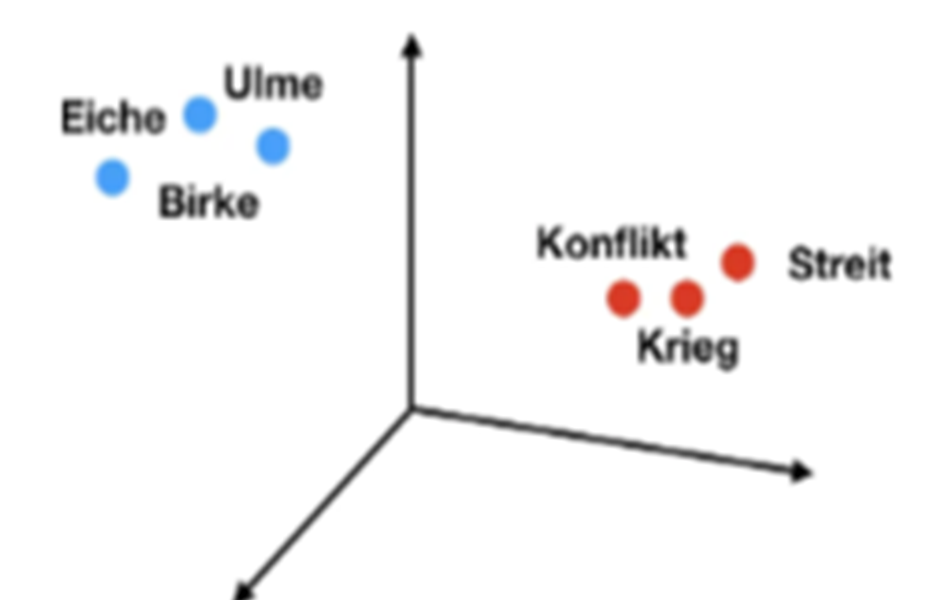 Ulme
Eiche
Birke
Konflikt
Streit
Krieg